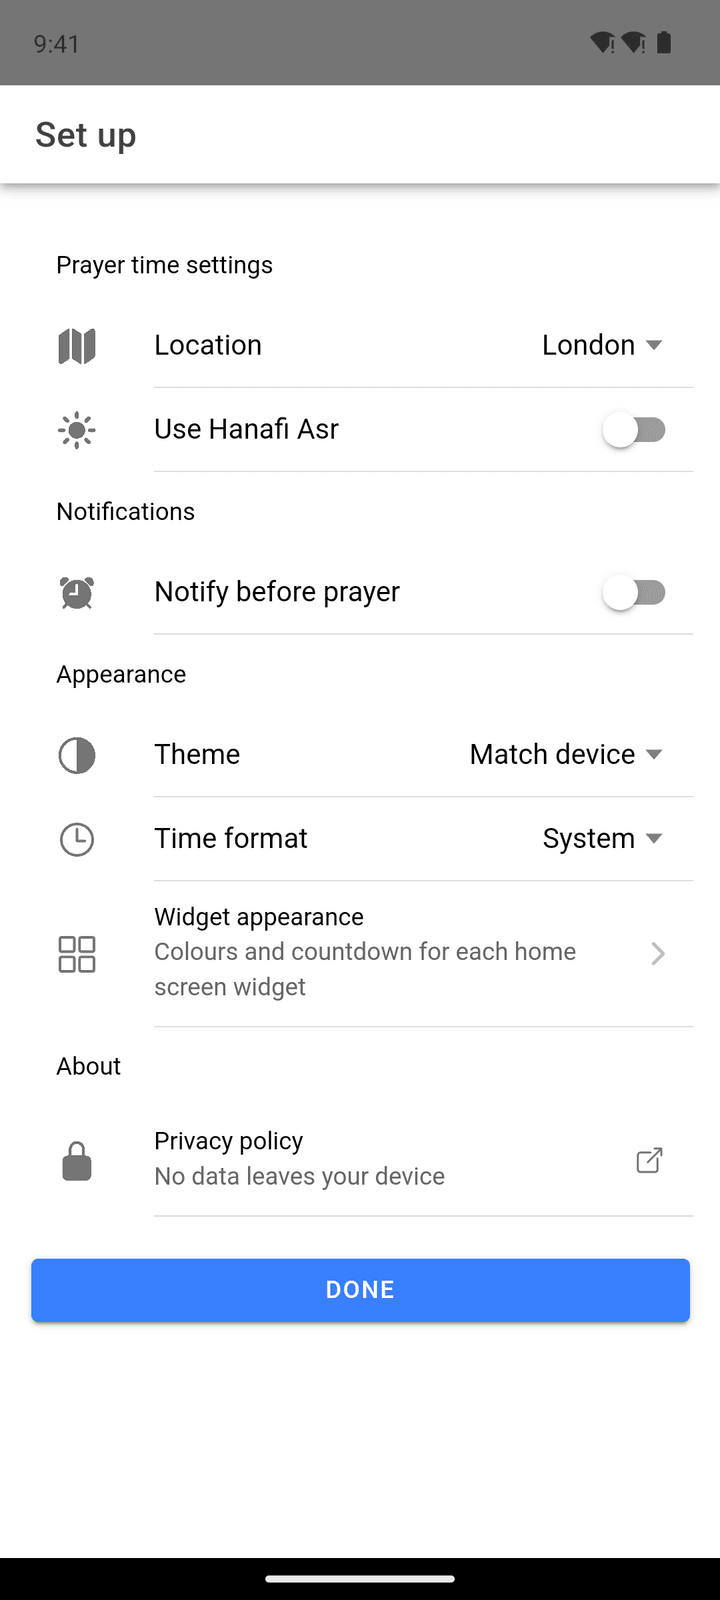 9:41
Set up
Prayer time settings
Location London
Use Hanafi Asr
Notifications
Notify before prayer
Appearance
Theme Match device
Time format System
Widget appearance
Colours and countdown for each home
screen widget
About
Privacy policy
No data leaves your device
DONE